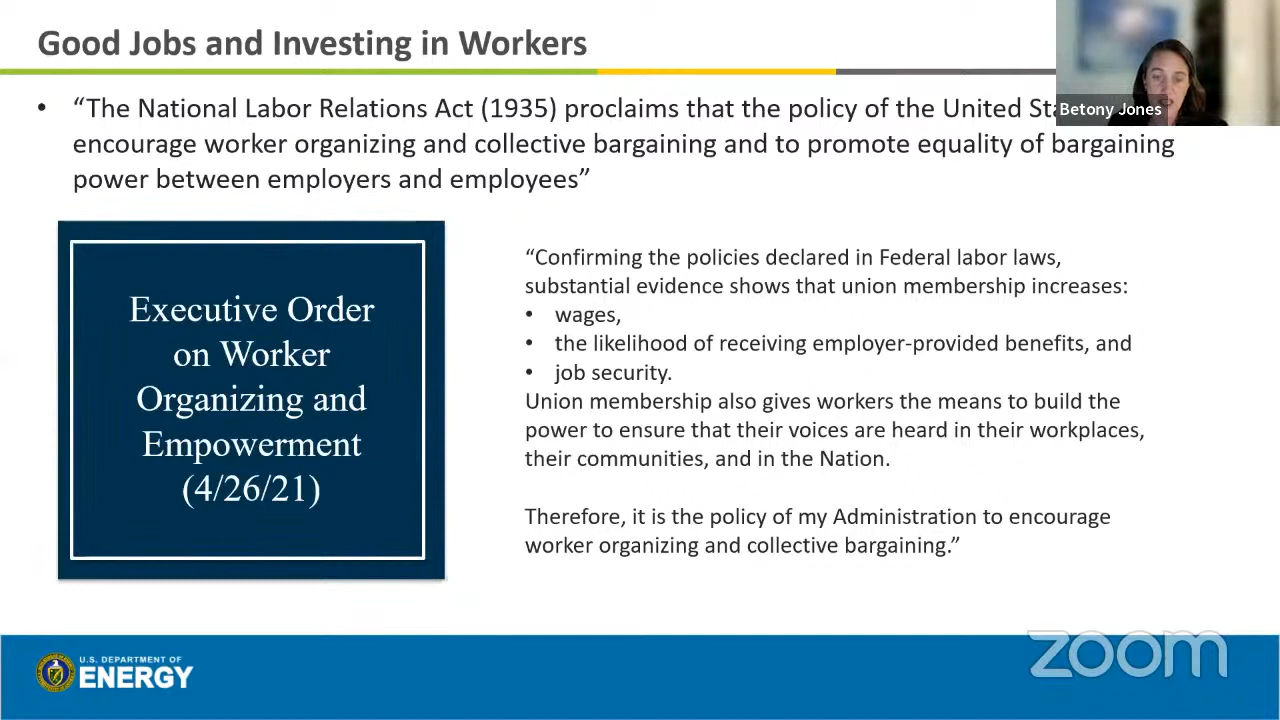 Good Jobs and Investing in Workers
Betony Jones
• “The National Labor Relations Act (1935) proclaims that the policy of the United
encourage worker organizing and collective bargaining and to promote equality of bargaining
power between employers and employees”
Executive Order
on Worker
Organizing and
Empowerment
(4/26/21)
“Confirming the policies declared in Federal labor laws,
substantial evidence shows that union membership increases:
• wages,
• the likelihood of receiving employer-provided benefits, and
• job security.
Union membership also gives workers the means to build the
power to ensure that their voices are heard in their workplaces,
their communities, and in the Nation.
Therefore, it is the policy of my Administration to encourage
worker organizing and collective bargaining.”
U.S. DEPARTMENT OF
ENERGY
zoom